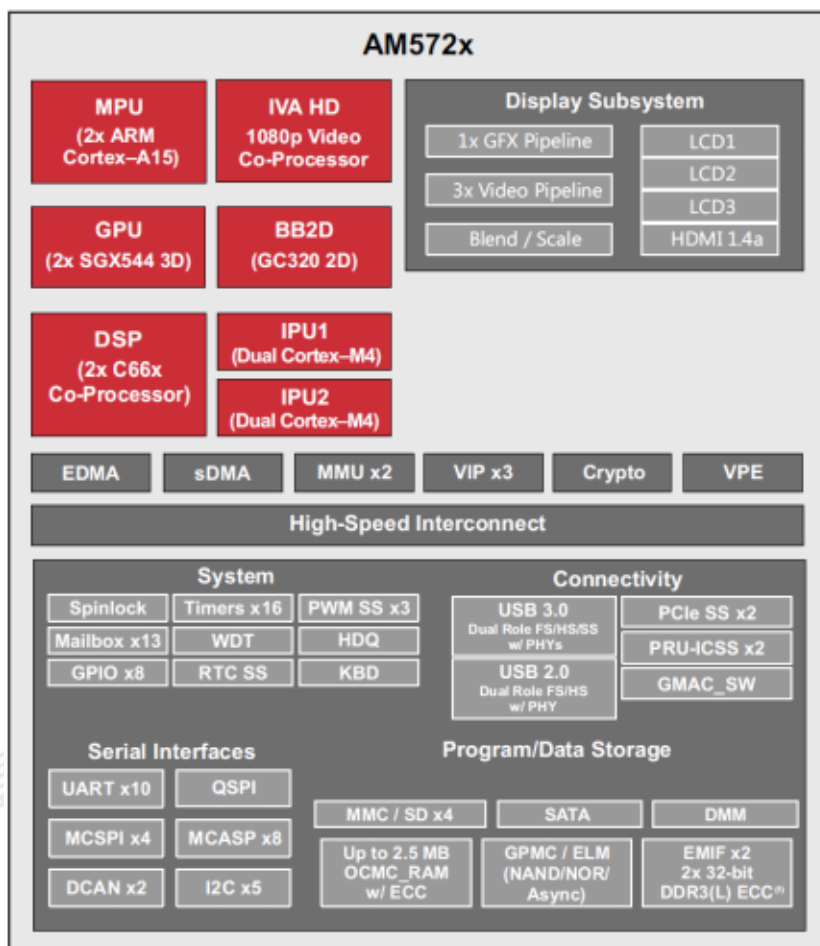 AM572x
MPU
(2x ARM
Cortex–A15)
IVA HD
1080p Video
Co-Processor
Display Subsystem
1x GFX Pipeline
3x Video Pipeline
Blend / Scale
LCD1
LCD2
LCD3
HDMI 1.4a
GPU
(2x SGX544 3D)
BB2D
(GC320 2D)
DSP
(2x C66x
Co-Processor)
IPU1
(Dual Cortex–M4)
IPU2
(Dual Cortex–M4)
EDMA
sDMA
MMU x2
VIP x3
Crypto
VPE
High-Speed Interconnect
System
Spinlock
Timers x16
PWM SS x3
Mailbox x13
WDT
HDQ
GPIO x8
RTC SS
KBD
Connectivity
USB 3.0
Dual Role FS/HS/SS
w/ PHYs
USB 2.0
Dual Role FS/HS
w/ PHY
PCIe SS x2
PRU-ICSS x2
GMAC_SW
Serial Interfaces
UART x10
QSPI
MCSPI x4
MCASP x8
DCAN x2
I2C x5
Program/Data Storage
MMC / SD x4
SATA
DMM
Up to 2.5 MB
OCMC_RAM
w/ ECC
GPMC / ELM
(NAND/NOR/
Async)
EMIF x2
2x 32-bit
DDR3(L) ECC